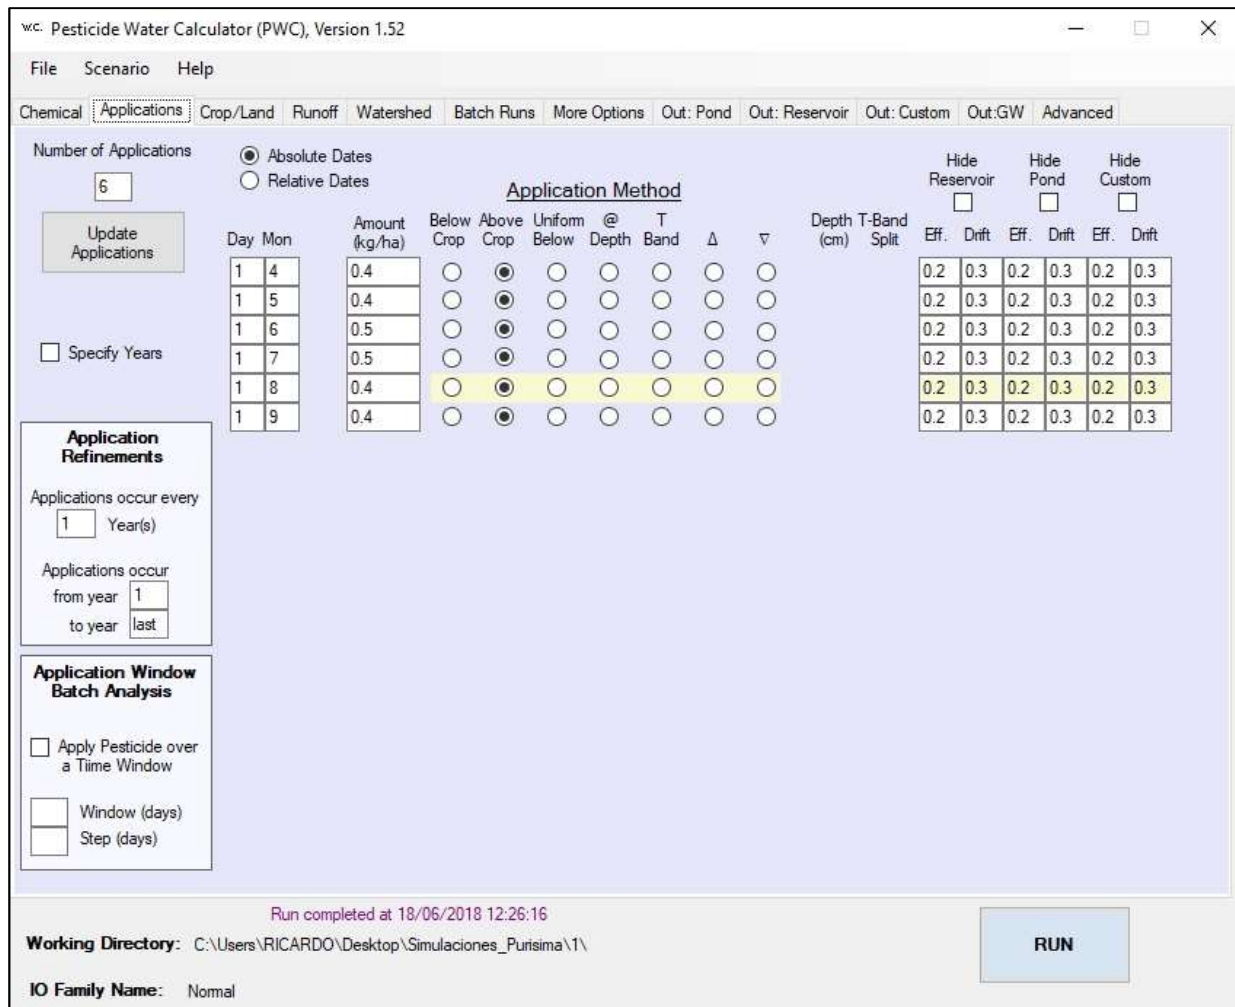 w.c. Pesticide Water Calculator (PWC), Version 1.52
File Scenario Help
Chemical Applications Crop/Land Runoff Watershed Batch Runs More Options Out: Pond Out: Reservoir Out: Custom Out:GW Advanced
Number of Applications
6
Update
Applications
Specify Years
Absolute Dates
Relative Dates
Application Method
Hide Reservoir Hide Pond Hide Custom
Day Mon Amount (kg/ha) Below Crop Above Crop Uniform Below @ Depth T Band Δ ∇ Depth (cm) T-Band Split Eff. Drift Eff. Drift Eff. Drift
1 4 0.4 0.2 0.3 0.2 0.3 0.2 0.3
1 5 0.4 0.2 0.3 0.2 0.3 0.2 0.3
1 6 0.5 0.2 0.3 0.2 0.3 0.2 0.3
1 7 0.5 0.2 0.3 0.2 0.3 0.2 0.3
1 8 0.4 0.2 0.3 0.2 0.3 0.2 0.3
1 9 0.4 0.2 0.3 0.2 0.3 0.2 0.3
Application
Refinements
Applications occur every
1 Year(s)
Applications occur
from year 1
to year last
Application Window
Batch Analysis
Apply Pesticide over
a Tiime Window
Window (days)
Step (days)
Run completed at 18/06/2018 12:26:16
Working Directory: C:\Users\RICARDO\Desktop\Simulaciones_Purisima\1\
RUN
IO Family Name: Normal